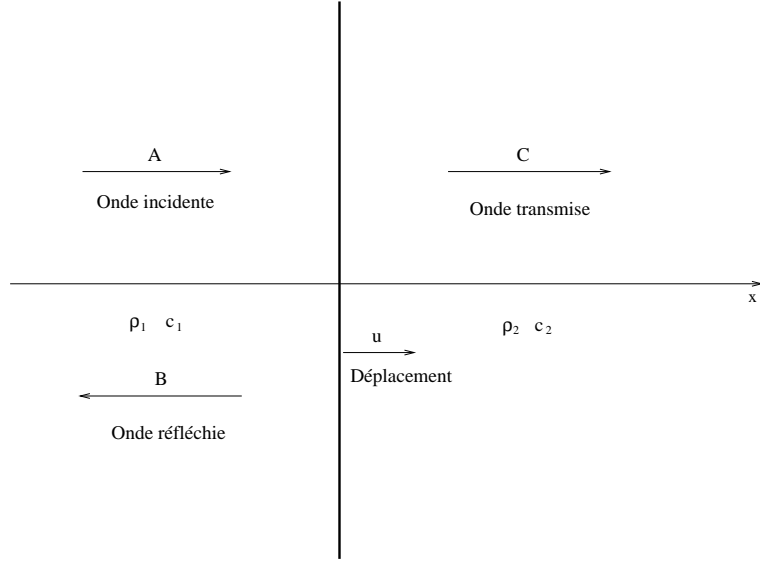 A
Onde incidente
C
Onde transmise
x
ρ₁ c₁
ρ₂ c₂
u
Déplacement
B
Onde réfléchie